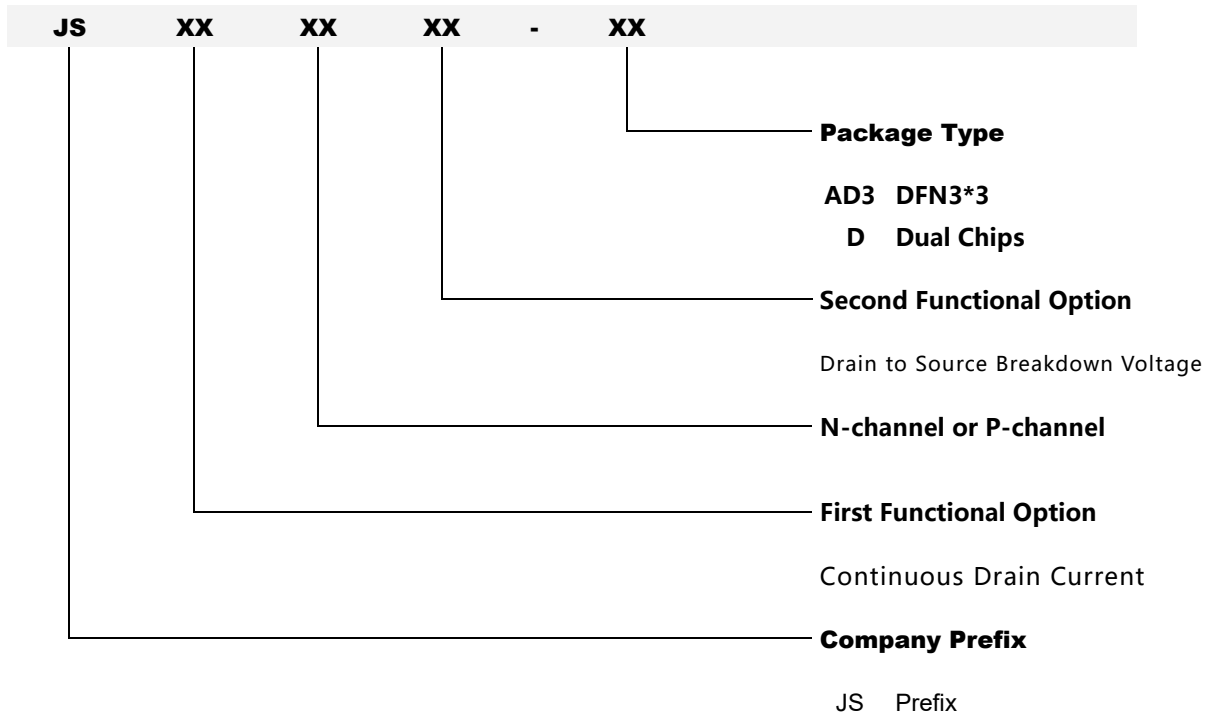 JS XX XX XX - XX
Package Type
AD3 DFN3*3
D Dual Chips
Second Functional Option
Drain to Source Breakdown Voltage
N-channel or P-channel
First Functional Option
Continuous Drain Current
Company Prefix
JS Prefix